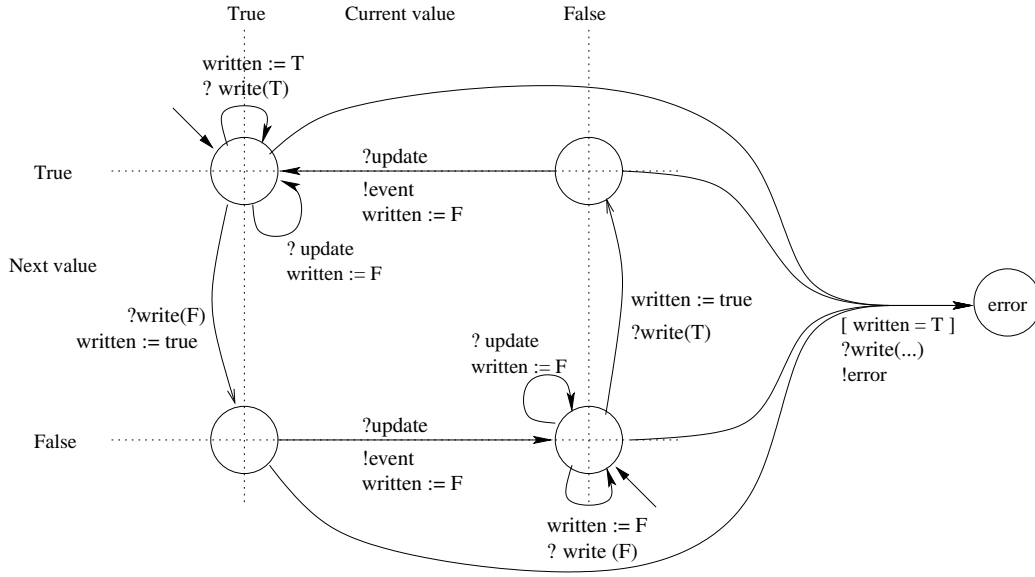 True
Current value
False
written := T
? write(T)
True
?update
!event
written := F
? update
written := F
Next value
?write(F)
written := true
written := true
?write(T)
? update
written := F
error
[ written = T ]
?write(...)
!error
False
?update
!event
written := F
written := F
? write (F)